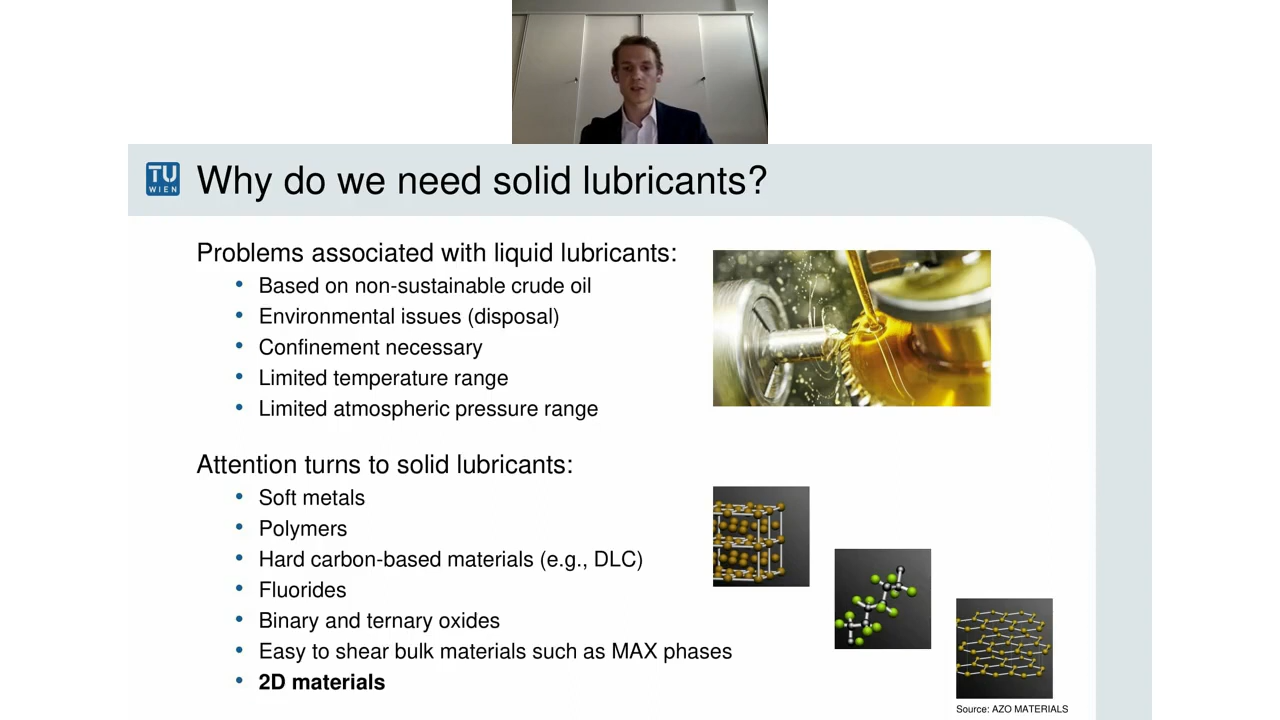 TU
WIEN
Why do we need solid lubricants?
Problems associated with liquid lubricants:
• Based on non-sustainable crude oil
• Environmental issues (disposal)
• Confinement necessary
• Limited temperature range
• Limited atmospheric pressure range
Attention turns to solid lubricants:
• Soft metals
• Polymers
• Hard carbon-based materials (e.g., DLC)
• Fluorides
• Binary and ternary oxides
• Easy to shear bulk materials such as MAX phases
• 2D materials
Source: AZO MATERIALS